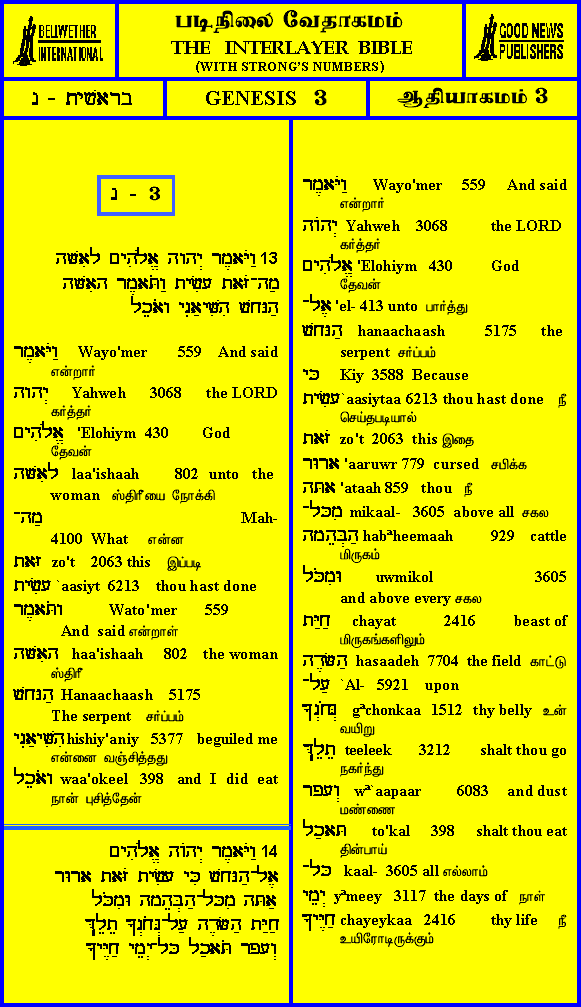 BELLWETHER
INTERNATIONAL
படிநிலை வேதாகமம்
THE INTERLAYER BIBLE
(WITH STRONG'S NUMBERS)
GOOD NEWS
PUBLISHERS
בראשית - נ
GENESIS 3
ஆதியாகமம் 3
נ - 3
13 וַיֹּאמֶר יְהוָה אֱלֹהִים לָאִשָּׁה
מַה־זֹּאת עָשִׂית וַתֹּאמֶר הָאִשָּׁה
הַנָּחָשׁ הִשִּׁיאַנִי וָאֹכֵל
וַיֹּאמֶר Wayo'mer 559 And said
என்றார்
יְהוָה Yahweh 3068 the LORD
கர்த்தர்
אֱלֹהִים 'Elohiym 430 God
தேவன்
לָאִשָּׁה laa'ishaah 802 unto the
woman ஸ்திரீயை நோக்கி
מַה־ Mah-
4100 What என்ன
זֹאת zo't 2063 this இப்படி
עָשִׂית `aasiyt 6213 thou hast done
וַתֹּאמֶר Wato'mer 559
And said என்றாள்
הָאִשָּׁה haa'ishaah 802 the woman
ஸ்திரீ
הַנָּחָשׁ Hanaachaash 5175
The serpent சர்ப்பம்
הִשִּׁיאַנִי hishiy'aniy 5377 beguiled me
என்னை வஞ்சித்தது
וָאֹכֵל waa'okeel 398 and I did eat
நான் புசித்தேன்
14 וַיֹּאמֶר יְהוָה אֱלֹהִים
אֶל־הַנָּחָשׁ כִּי עָשִׂיתָ זֹאת אָרוּר
אַתָּה מִכָּל־הַבְּהֵמָה וּמִכֹּל
חַיַּת הַשָּׂדֶה עַל־גְּחֹנְךָ תֵלֵךְ
וְעָפָר תֹּאכַל כָּל־יְמֵי חַיֶּיךָ
וַיֹּאמֶר Wayo'mer 559 And said
என்றார்
יְהוָֹה Yahweh 3068 the LORD
கர்த்தர்
אֱלֹהִים 'Elohiym 430 God
தேவன்
אֶל־ 'el- 413 unto பார்த்து
הַנָּחָשׁ hanaachaash 5175 the
serpent சர்ப்பம்
כִּי Kiy 3588 Because
עָשִׂיתָ `aasiytaa 6213 thou hast done நீ
செய்தபடியால்
זֹאת zo't 2063 this இதை
אָרוּר 'aaruwr 779 cursed சபிக்க
אַתָּה 'ataah 859 thou நீ
מִכָּל־ mikaal- 3605 above all சகல
הַבְּהֵמָה habªheemaah 929 cattle
மிருகம்
וּמִכֹּל uwmikol 3605
and above every சகல
חַיַּת chayat 2416 beast of
மிருகங்களிலும்
הַשָּׂדֶה hasaadeh 7704 the field காட்டு
עַל־ `Al- 5921 upon
גְּחֹנְךָ gªchonkaa 1512 thy belly உன்
வயிறு
תֵלֵךְ teeleek 3212 shalt thou go
நகர்ந்து
וְעָפָר wª`aapaar 6083 and dust
மண்ணை
תֹּאכַל to'kal 398 shalt thou eat
தின்பாய்
כָּל־ kaal- 3605 all எல்லாம்
יְמֵי yªmeey 3117 the days of நாள்
חַיֶּיךָ chayeykaa 2416 thy life நீ
உயிரோடிருக்கும்